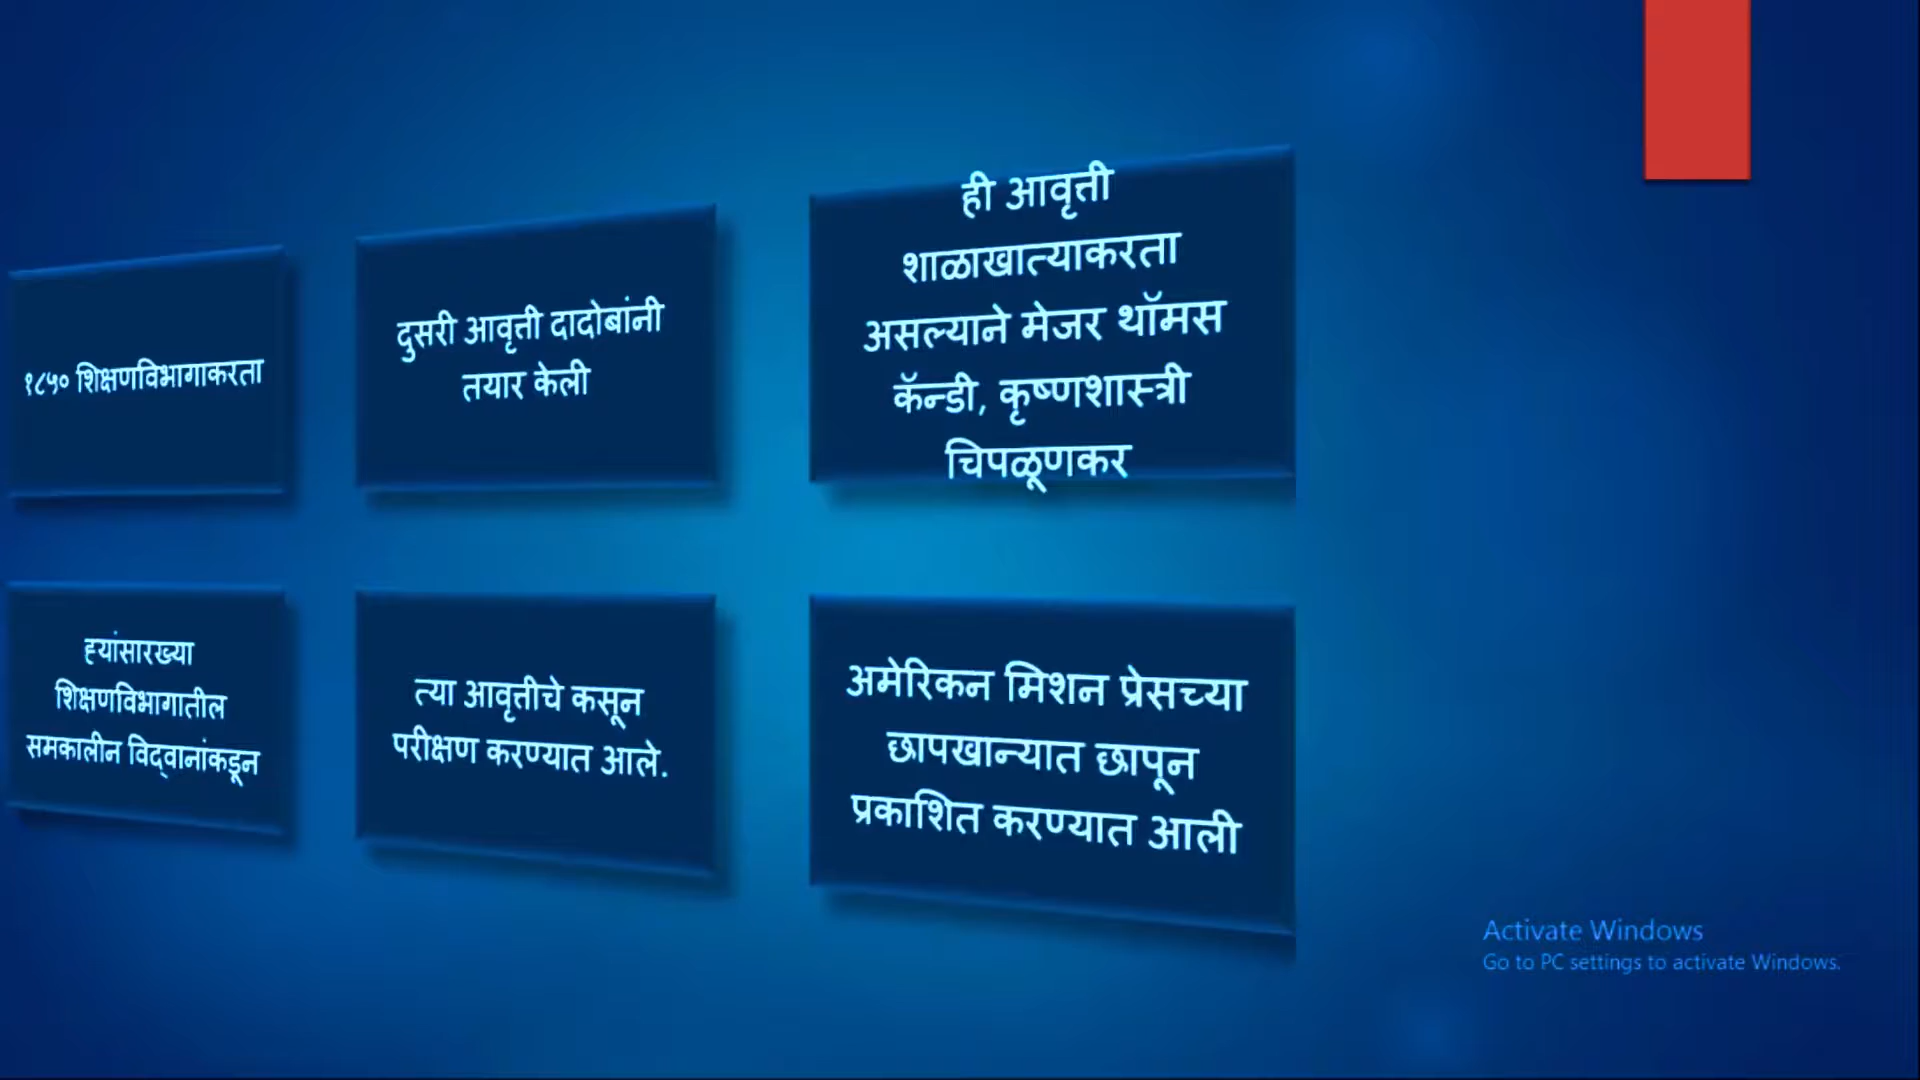 १८५० शिक्षणविभागाकरता
दुसरी आवृत्ती दादोबांनी
तयार केली
ही आवृत्ती
शाळाखात्याकरता
असल्याने मेजर थॉमस
कॅन्डी, कृष्णशास्त्री
चिपळूणकर
ह्यांसारख्या
शिक्षणविभागातील
समकालीन विद्वानांकडून
त्या आवृत्तीचे कसून
परीक्षण करण्यात आले.
अमेरिकन मिशन प्रेसच्या
छापखान्यात छापून
प्रकाशित करण्यात आली
Activate Windows
Go to PC settings to activate Windows.